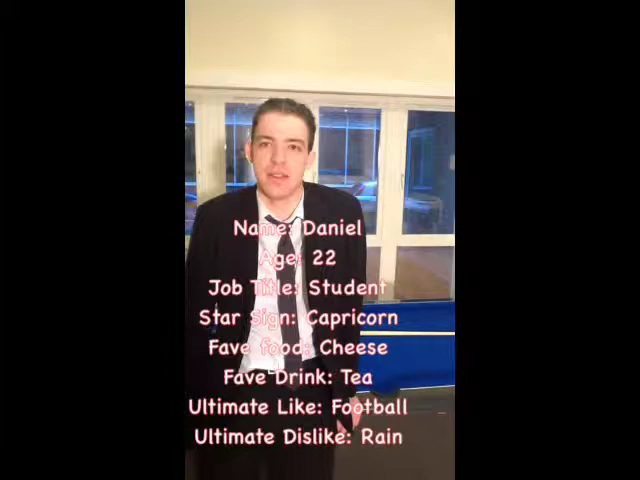 Name: Daniel
Age: 22
Job Title: Student
Star Sign: Capricorn
Fave food: Cheese
Fave Drink: Tea
Ultimate Like: Football
Ultimate Dislike: Rain